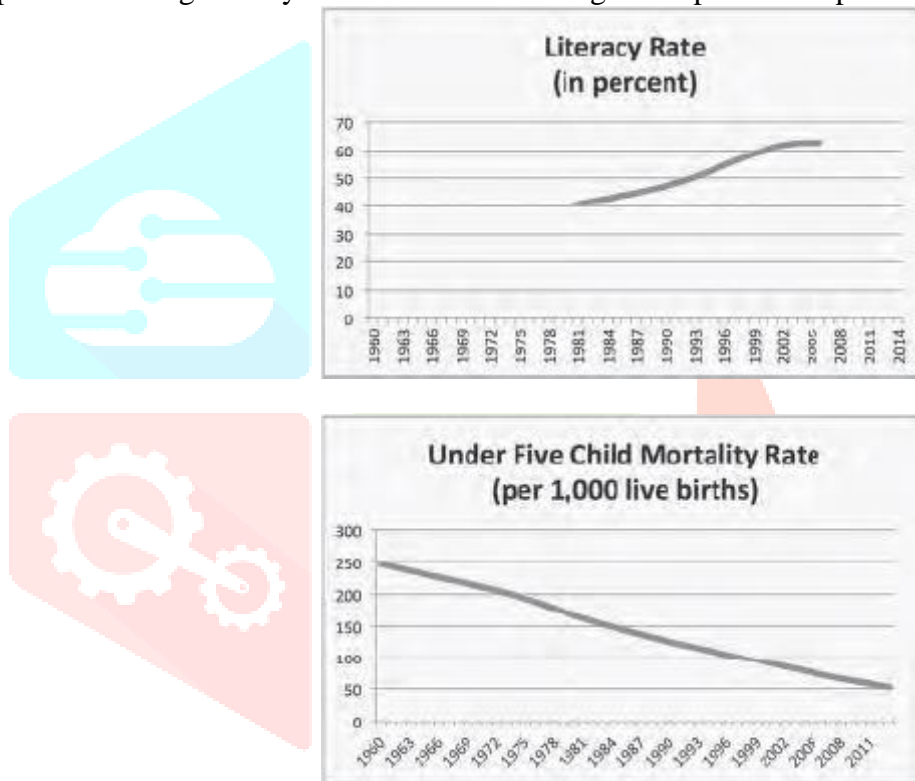 Literacy Rate
(in percent)
70
60
50
40
30
20
10
0
1960 1963 1966 1969 1972 1975 1978 1981 1984 1987 1990 1993 1996 1999 2002 2005 2008 2011 2014
Under Five Child Mortality Rate
(per 1,000 live births)
300
250
200
150
100
50
0
1960 1963 1966 1969 1972 1975 1978 1981 1984 1987 1990 1993 1996 1999 2002 2005 2008 2011